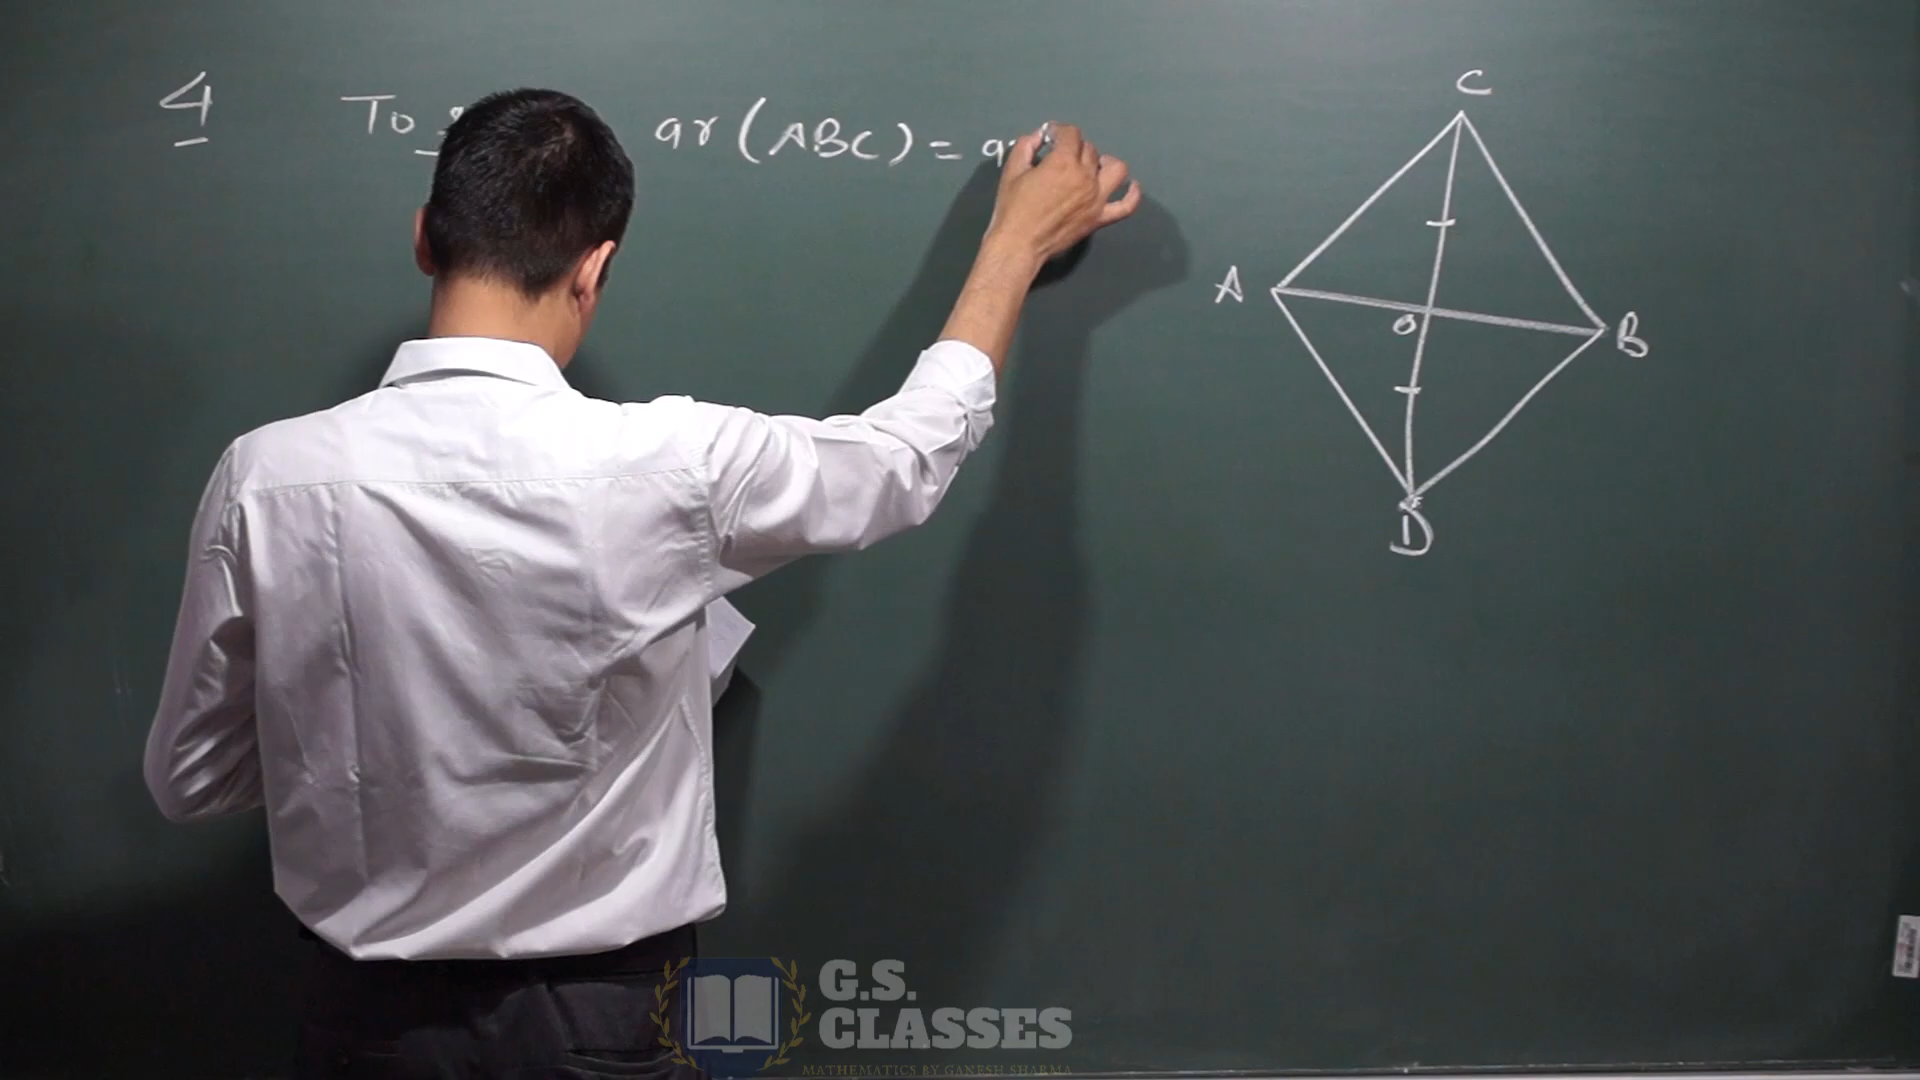 4
To ar (ABC) = ar
C
A
O
B
D
G.S.
CLASSES
MATHEMATICS BY GANESH SHARMA